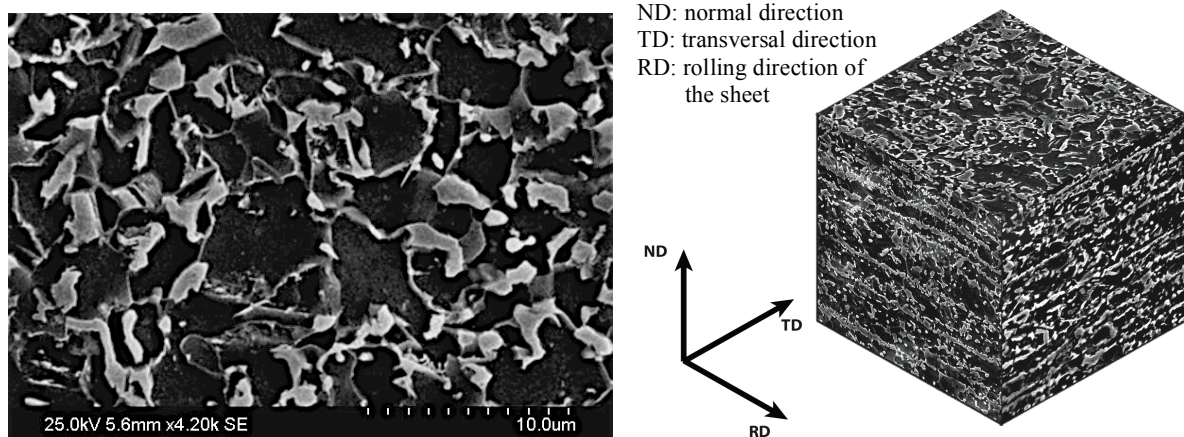 ND: normal direction
TD: transversal direction
RD: rolling direction of
the sheet
ND
TD
RD
25.0kV 5.6mm x4.20k SE
10.0um